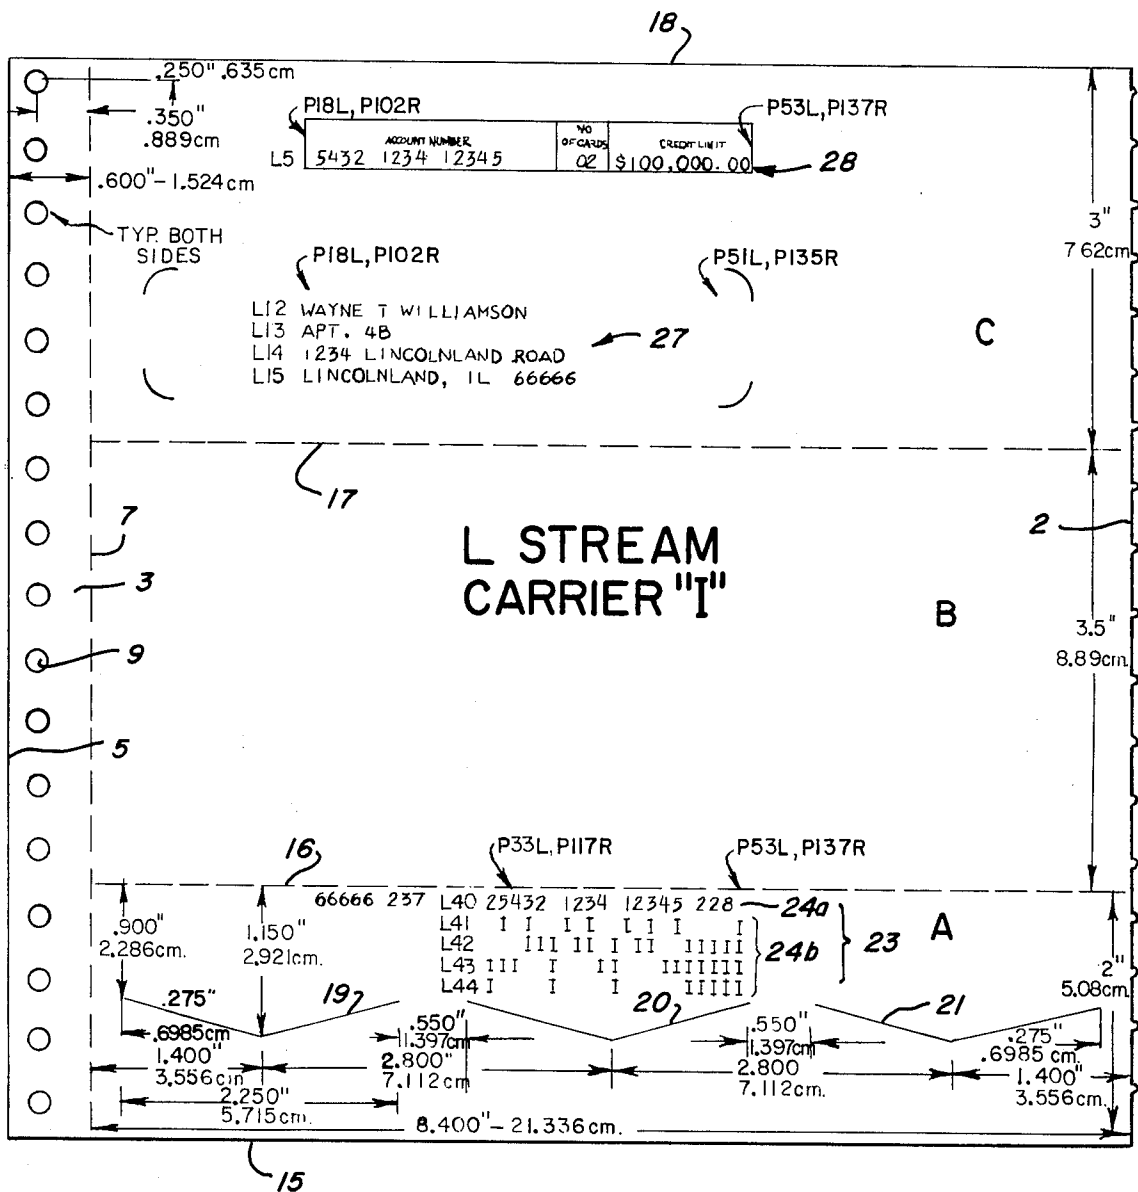 18
.250" .635cm
.350"
.889cm
.600"-1.524cm
TYP. BOTH
SIDES
P18L, P102R
P53L, P137R
ACCOUNT NUMBER
NO
OF CARDS
CREDIT LIMIT
L5 5432 1234 12345 02 $100,000.00
28
3"
7.62cm.
P18L, P102R
P51L, P135R
L12 WAYNE T WILLIAMSON
L13 APT. 4B
L14 1234 LINCOLNLAND ROAD
L15 LINCOLNLAND, IL 66666
27
C
17
7
2
L STREAM
CARRIER "I"
3
B
3.5"
8.89cm.
9
5
P33L, P117R
P53L, P137R
16
66666 237 L40 25432 1234 12345 228
24a
L41 I I I I I I I I
L42 III II I II IIIII
L43 III I II IIIIIII
L44 I I I IIIII
24b
23
A
.900"
2.286cm.
1.150"
2.921cm.
2"
5.08cm.
.275"
.6985cm
19
20
21
.550"
1.397cm
.550"
1.397cm
.275"
.6985 cm.
1.400"
3.556cm
2.800"
7.112cm
2.800
7.112cm.
1.400"
3.556cm.
2.250"
5.715cm.
8.400"-21.336cm.
15